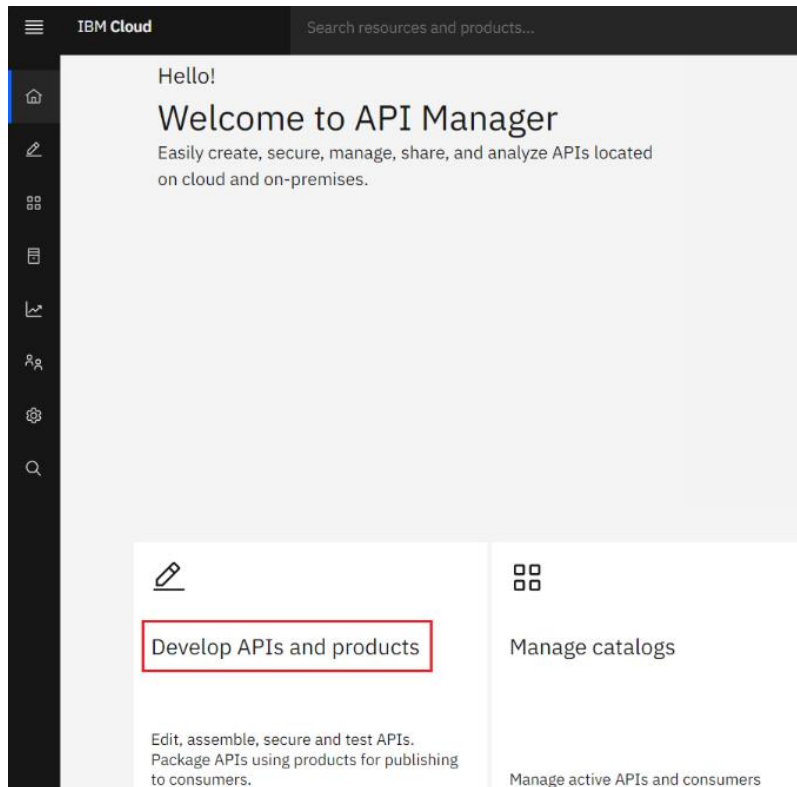 IBM Cloud
Search resources and products...
Hello!
Welcome to API Manager
Easily create, secure, manage, share, and analyze APIs located
on cloud and on-premises.
Develop APIs and products
Manage catalogs
Edit, assemble, secure and test APIs.
Package APIs using products for publishing
to consumers.
Manage active APIs and consumers